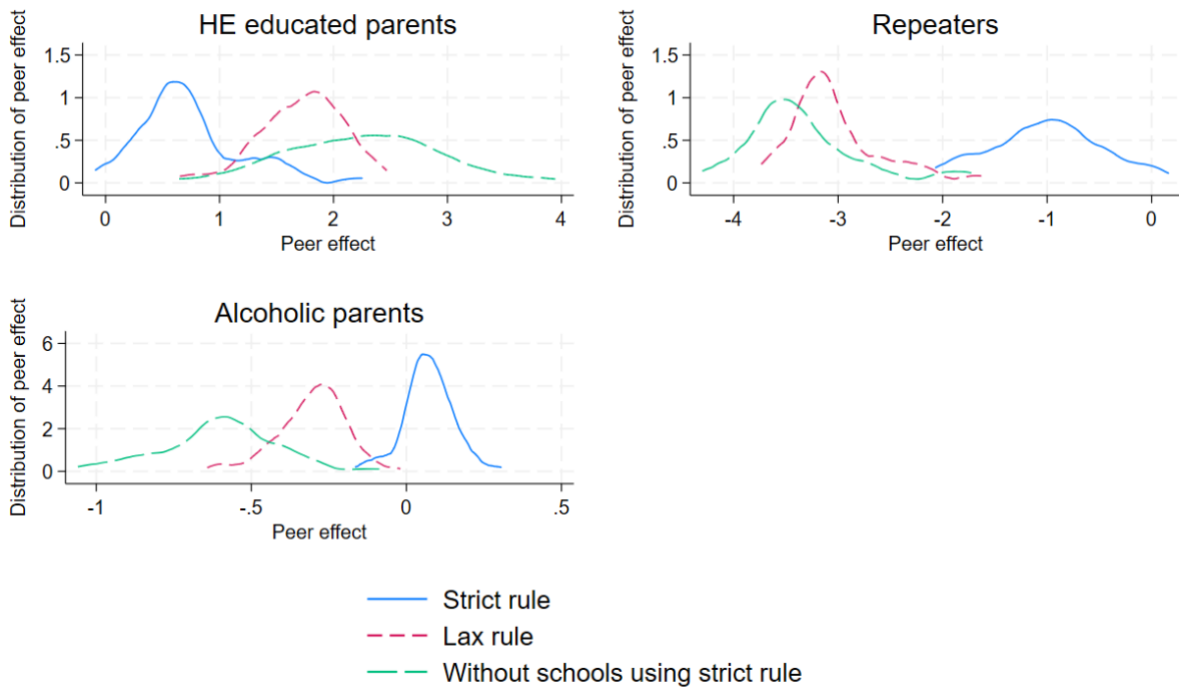 HE educated parents
Distribution of peer effect
1.5
1
.5
0
0 1 2 3 4
Peer effect
Repeaters
Distribution of peer effect
1.5
1
.5
0
-4 -3 -2 -1 0
Peer effect
Alcoholic parents
Distribution of peer effect
6
4
2
0
-1 -.5 0 .5
Peer effect
Strict rule
Lax rule
Without schools using strict rule